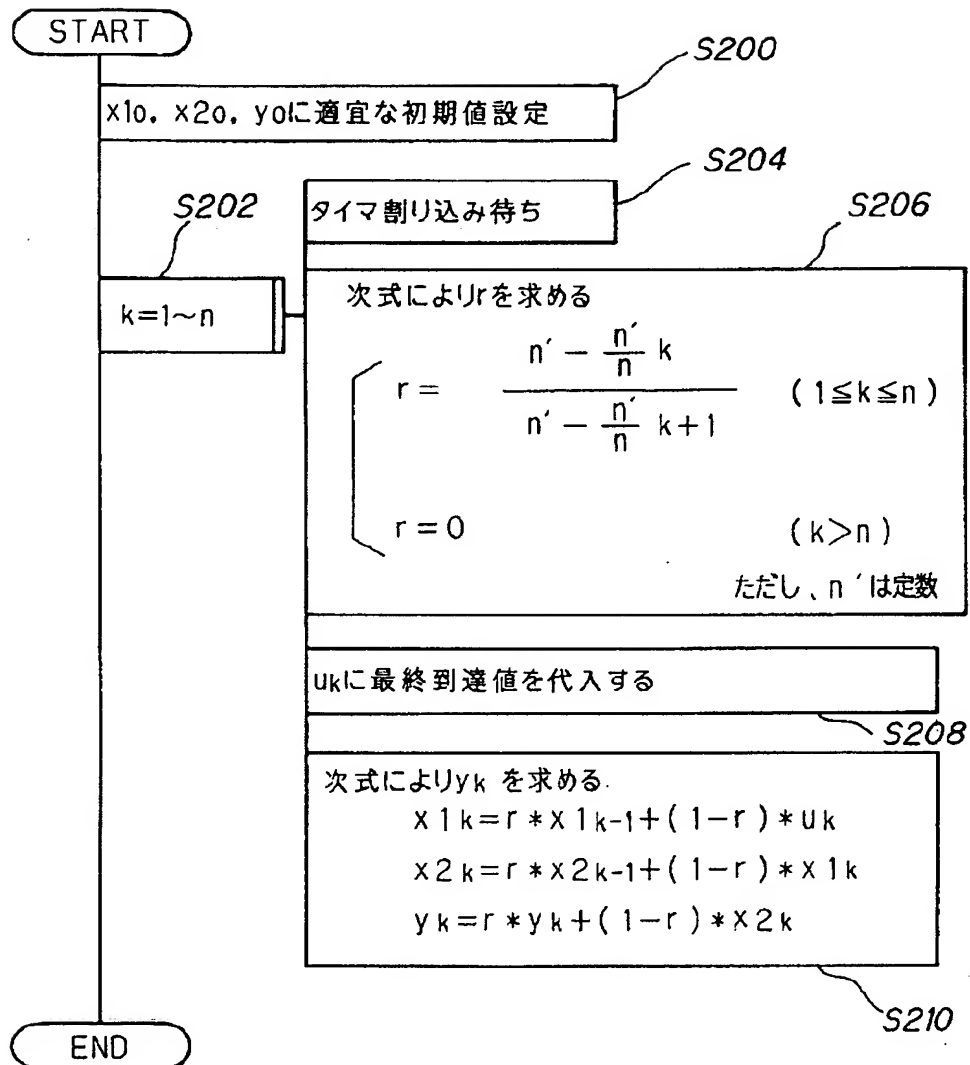 START
S200
x1o, x2o, yoに適宜な初期値設定
S204
タイマ割り込み待ち
S202
k=1~n
S206
次式によりrを求める
r = (n′ - (n′/n) k) / (n′ - (n′/n) k+1) (1≦k≦n)
r = 0 (k>n)
ただし、n′は定数
ukに最終到達値を代入する
S208
次式によりyk を求める.
x1k=r*x1k-1+(1-r)*uk
x2k=r*x2k-1+(1-r)*x1k
yk=r*yk+(1-r)*x2k
S210
END